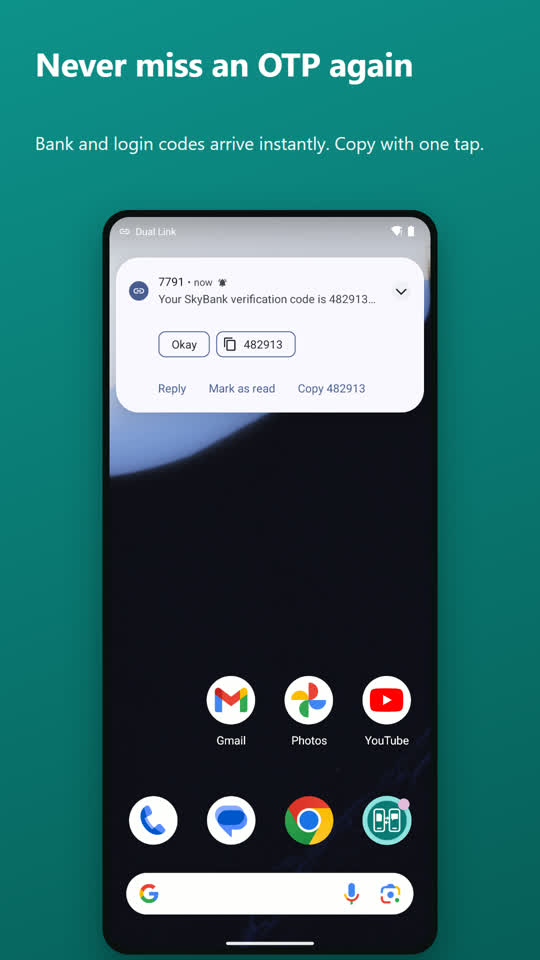 Never miss an OTP again
Bank and login codes arrive instantly. Copy with one tap.
Dual Link
7791 • now
Your SkyBank verification code is 482913...
Okay
482913
Reply
Mark as read
Copy 482913
Gmail
Photos
YouTube